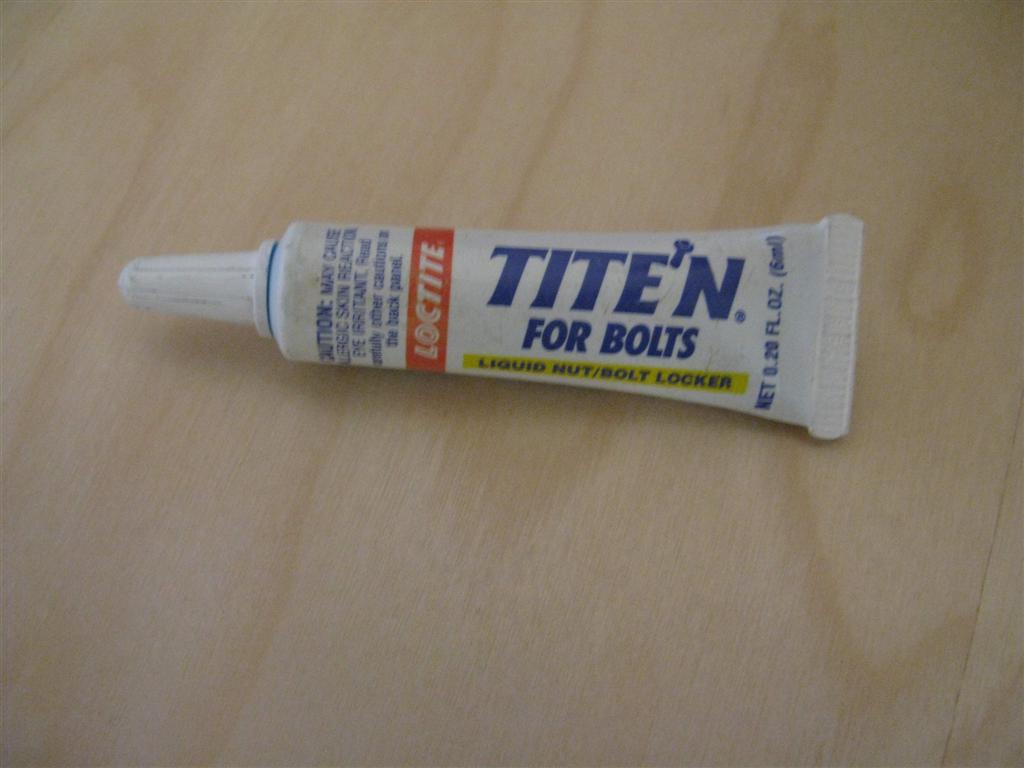 CAUTION: MAY CAUSE
ALLERGIC SKIN REACTION
EYE IRRITANT. Read
carefully other cautions on
the back panel.
LOCTITE
TITE'N
FOR BOLTS
LIQUID NUT/BOLT LOCKER
®
NET 0.20 FL.OZ. (6ml)